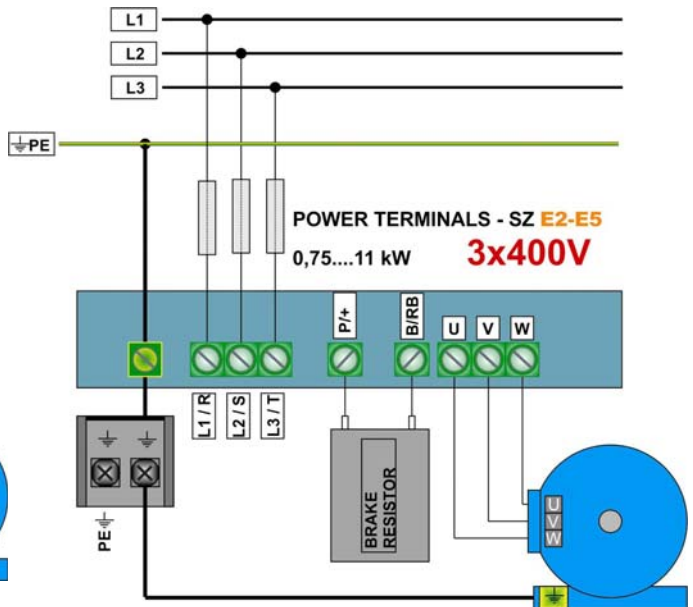 L1
L2
L3
⏚PE
POWER TERMINALS - SZ E2-E5
0,75....11 kW 3x400V
P/+
B/RB
U V W
L1 / R
L2 / S
L3 / T
BRAKE
RESISTOR
PE⏚
U
V
W